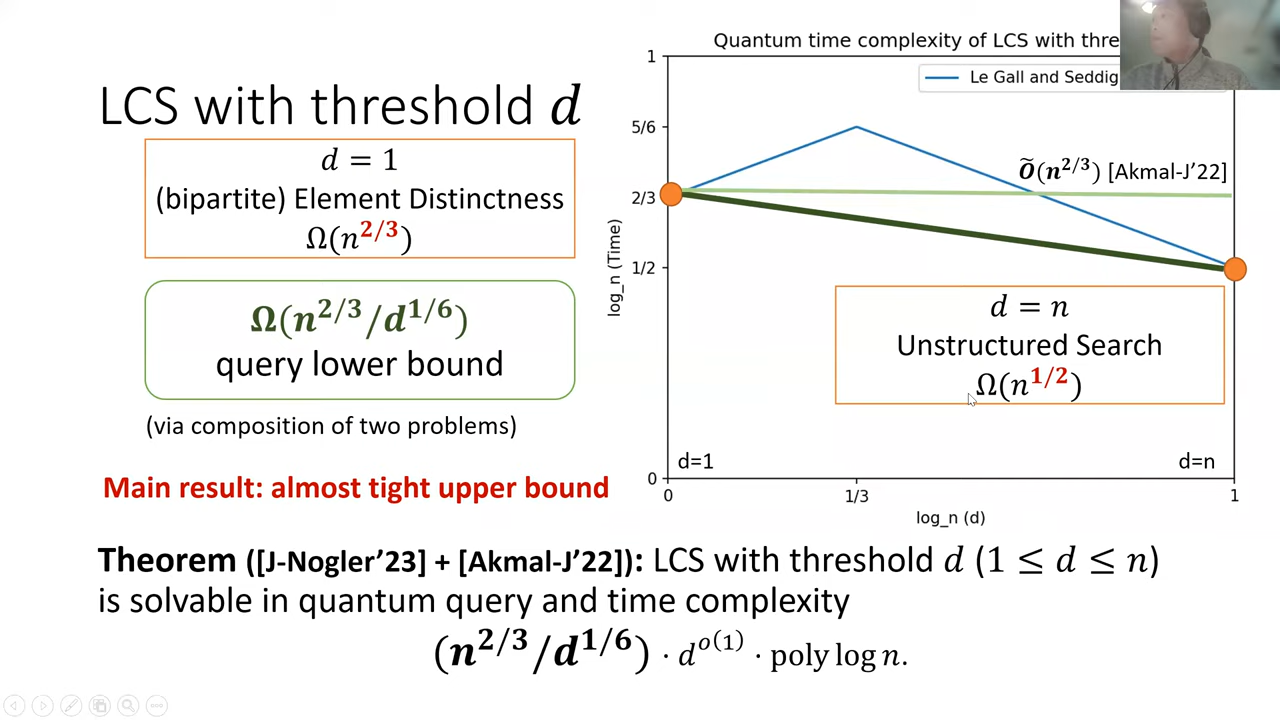 LCS with threshold d
d = 1
(bipartite) Element Distinctness
Ω(n^{2/3})
Ω(n^{2/3}/d^{1/6})
query lower bound
(via composition of two problems)
Main result: almost tight upper bound
Quantum time complexity of LCS with thre
Le Gall and Seddig
1
5/6
2/3
1/2
0
log_n (Time)
Õ(n^{2/3}) [Akmal-J'22]
d = n
Unstructured Search
Ω(n^{1/2})
d=1
d=n
0
1/3
1
log_n (d)
Theorem ([J-Nogler'23] + [Akmal-J'22]): LCS with threshold d (1 ≤ d ≤ n)
is solvable in quantum query and time complexity
(n^{2/3}/d^{1/6}) · d^{o(1)} · poly log n.